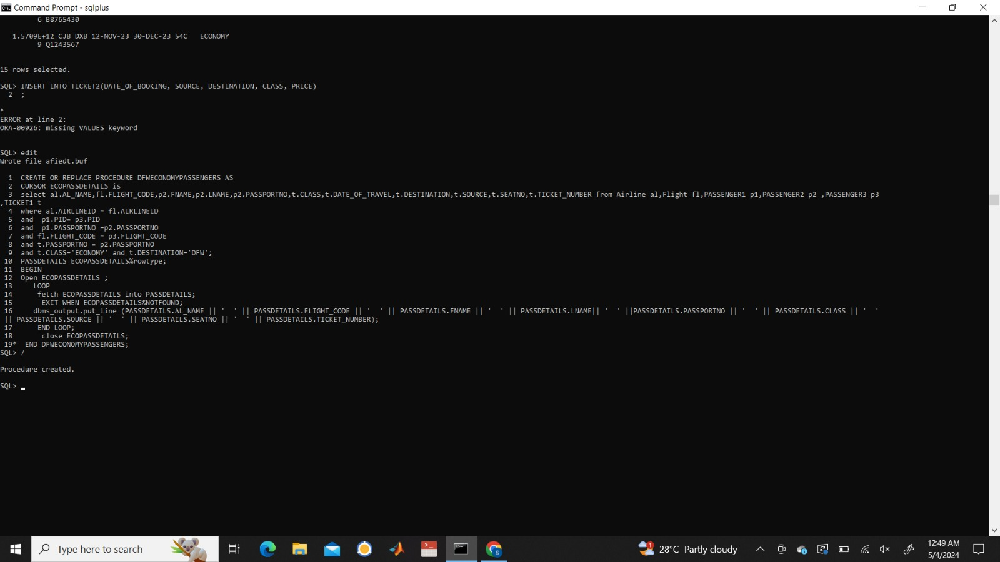 Command Prompt - sqlplus
6 B8765430
1.5709E+12 CJB DXB 12-NOV-23 30-DEC-23 54C   ECONOMY
9 Q1243567
15 rows selected.
SQL> INSERT INTO TICKET2(DATE_OF_BOOKING, SOURCE, DESTINATION, CLASS, PRICE)
2  ;
*
ERROR at line 2:
ORA-00926: missing VALUES keyword
SQL> edit
Wrote file afiedt.buf
1  CREATE OR REPLACE PROCEDURE DFWECONOMYPASSENGERS AS
2  CURSOR ECOPASSDETAILS is
3  select al.AL_NAME,fl.FLIGHT_CODE,p2.FNAME,p2.LNAME,p2.PASSPORTNO,t.CLASS,t.DATE_OF_TRAVEL,t.DESTINATION,t.SOURCE,t.SEATNO,t.TICKET_NUMBER from Airline al,Flight fl,PASSENGER1 p1,PASSENGER2 p2 ,PASSENGER3 p3
,TICKET1 t
4  where al.AIRLINEID = fl.AIRLINEID
5  and  p1.PID= p3.PID
6  and  p1.PASSPORTNO =p2.PASSPORTNO
7  and fl.FLIGHT_CODE = p3.FLIGHT_CODE
8  and t.PASSPORTNO = p2.PASSPORTNO
9  and t.CLASS='ECONOMY' and t.DESTINATION='DFW';
10  PASSDETAILS ECOPASSDETAILS%rowtype;
11  BEGIN
12  Open ECOPASSDETAILS ;
13     LOOP
14      fetch ECOPASSDETAILS into PASSDETAILS;
15       EXIT WHEN ECOPASSDETAILS%NOTFOUND;
16     dbms_output.put_line (PASSDETAILS.AL_NAME || '  ' || PASSDETAILS.FLIGHT_CODE || '  ' || PASSDETAILS.FNAME || '  ' || PASSDETAILS.LNAME|| '  ' ||PASSDETAILS.PASSPORTNO || '  ' || PASSDETAILS.CLASS || '  '
|| PASSDETAILS.SOURCE || '  ' || PASSDETAILS.SEATNO || '  ' || PASSDETAILS.TICKET_NUMBER);
17      END LOOP;
18       close ECOPASSDETAILS;
19*  END DFWECONOMYPASSENGERS;
SQL> /
Procedure created.
SQL> _
Type here to search
1
28°C Partly cloudy
12:49 AM
5/4/2024